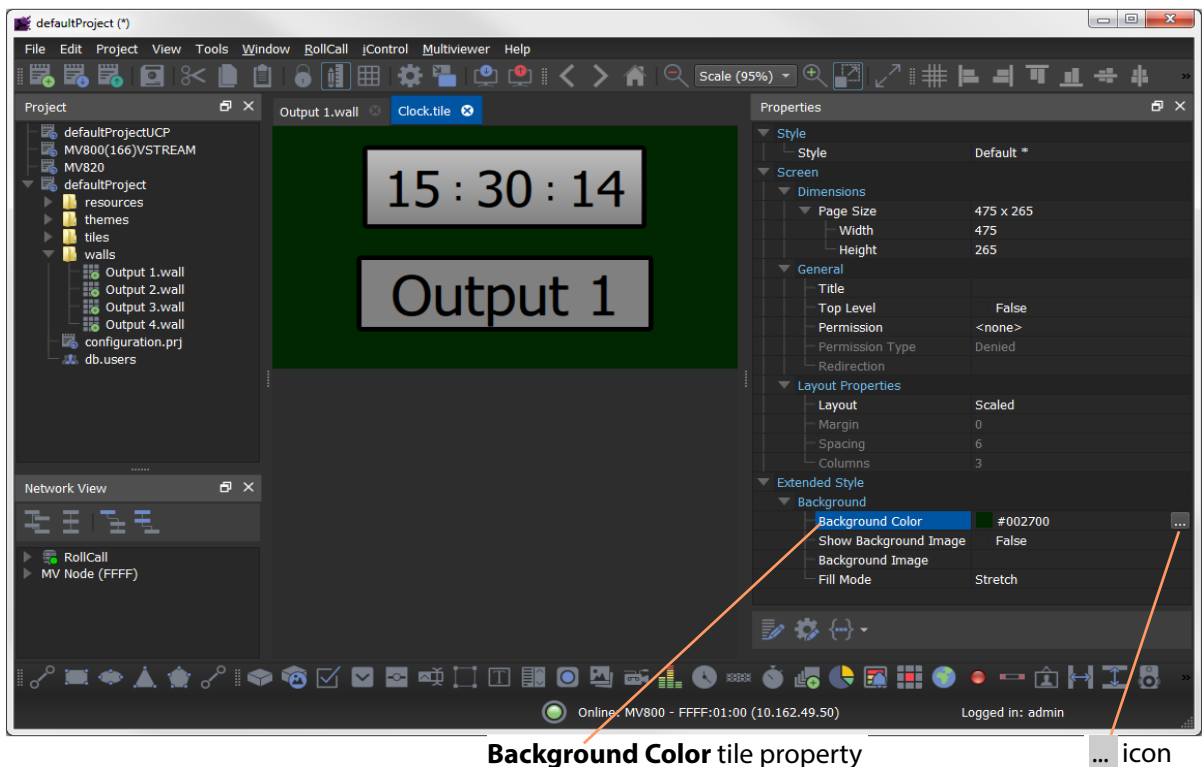 defaultProject (*)
File Edit Project View Tools Window RollCall iControl Multiviewer Help
Scale (95%)
Project
defaultProjectUCP
MV800(166)VSTREAM
MV820
defaultProject
resources
themes
tiles
walls
Output 1.wall
Output 2.wall
Output 3.wall
Output 4.wall
configuration.prj
db.users
Network View
RollCall
MV Node (FFFF)
Output 1.wall Clock.tile
15 : 30 : 14
Output 1
Properties
Style
Style Default *
Screen
Dimensions
Page Size 475 x 265
Width 475
Height 265
General
Title
Top Level False
Permission <none>
Permission Type Denied
Redirection
Layout Properties
Layout Scaled
Margin 0
Spacing 6
Columns 3
Extended Style
Background
Background Color #002700 ...
Show Background Image False
Background Image
Fill Mode Stretch
Online: MV800 - FFFF:01:00 (10.162.49.50) Logged in: admin
Background Color tile property
... icon